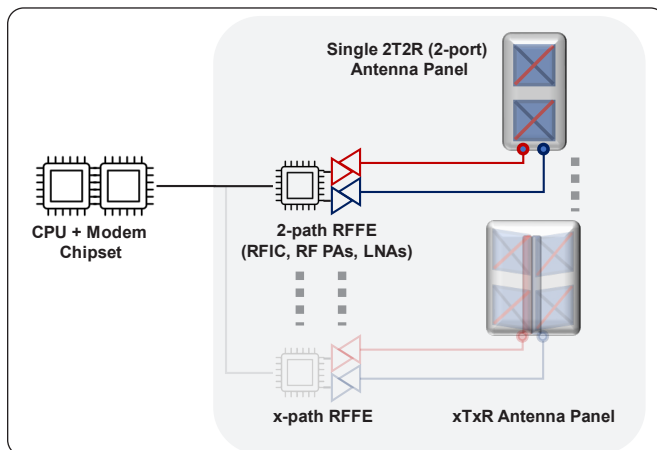 Single 2T2R (2-port)
Antenna Panel
CPU + Modem
Chipset
2-path RFFE
(RFIC, RF PAs, LNAs)
x-path RFFE
xTxR Antenna Panel